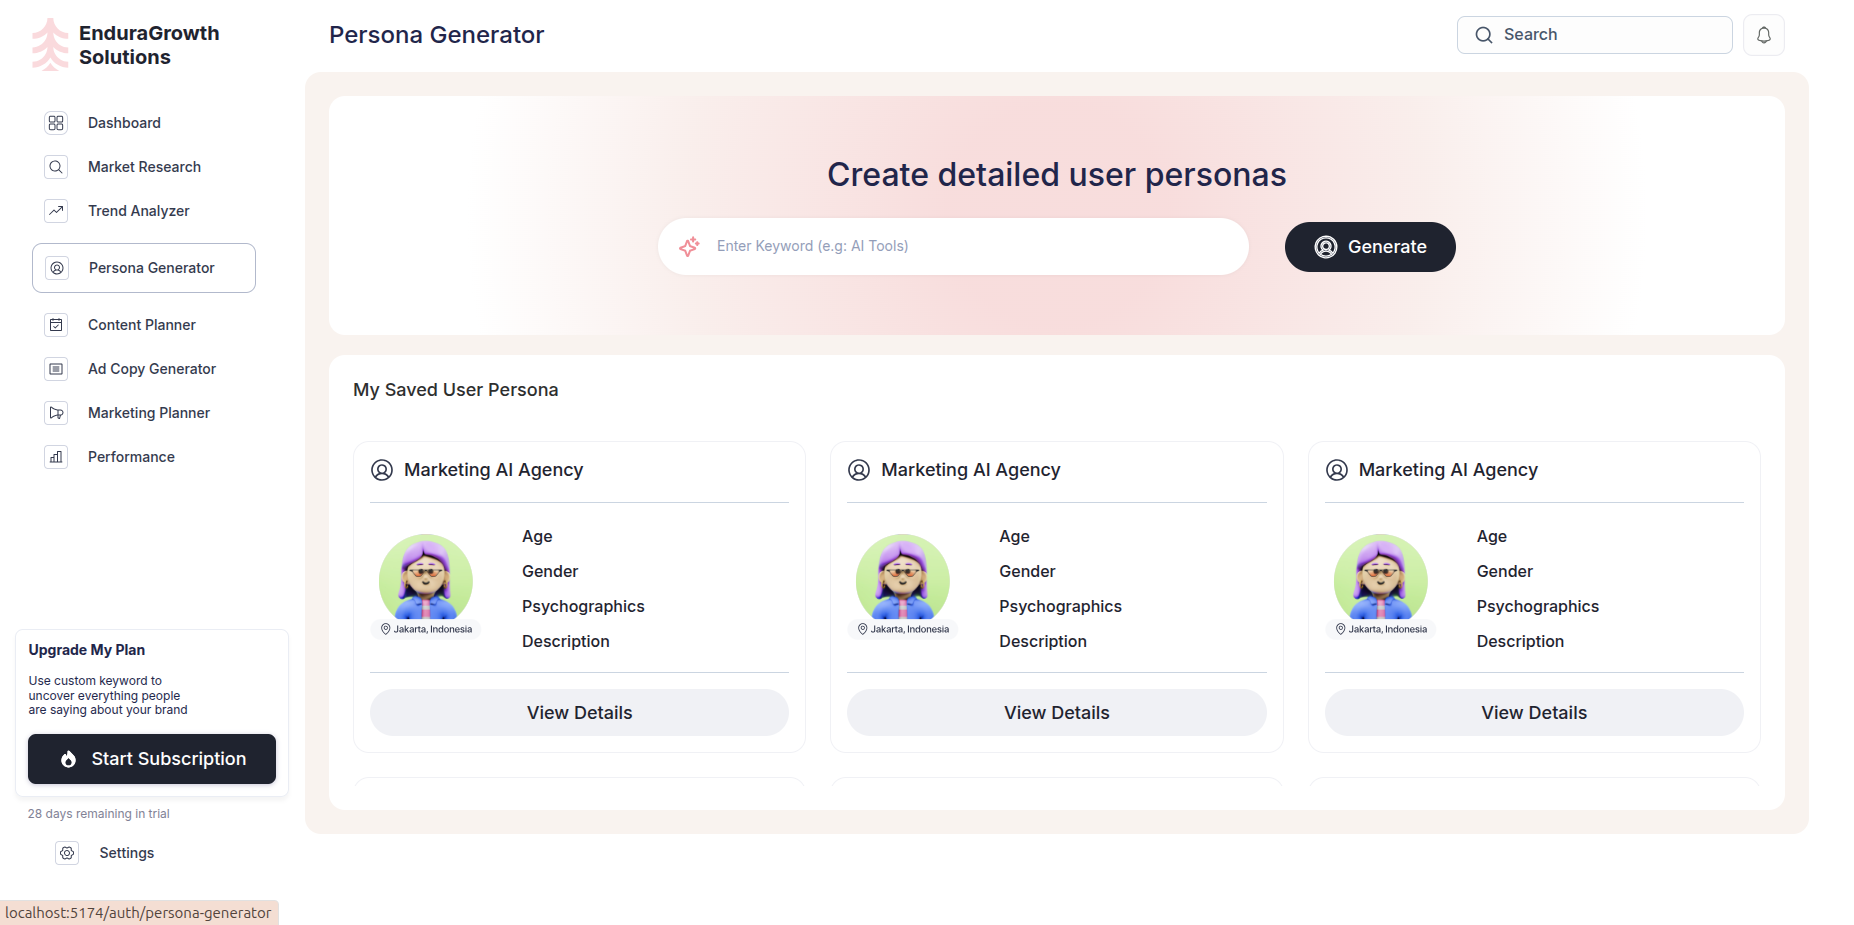 EnduraGrowth
Solutions
Persona Generator
Search
Dashboard
Market Research
Trend Analyzer
Persona Generator
Content Planner
Ad Copy Generator
Marketing Planner
Performance
Upgrade My Plan
Use custom keyword to
uncover everything people
are saying about your brand
Start Subscription
28 days remaining in trial
Settings
Create detailed user personas
Enter Keyword (e.g: AI Tools)
Generate
My Saved User Persona
Marketing AI Agency
Age
Gender
Psychographics
Description
Jakarta, Indonesia
View Details
Marketing AI Agency
Age
Gender
Psychographics
Description
Jakarta, Indonesia
View Details
Marketing AI Agency
Age
Gender
Psychographics
Description
Jakarta, Indonesia
View Details
localhost:5174/auth/persona-generator